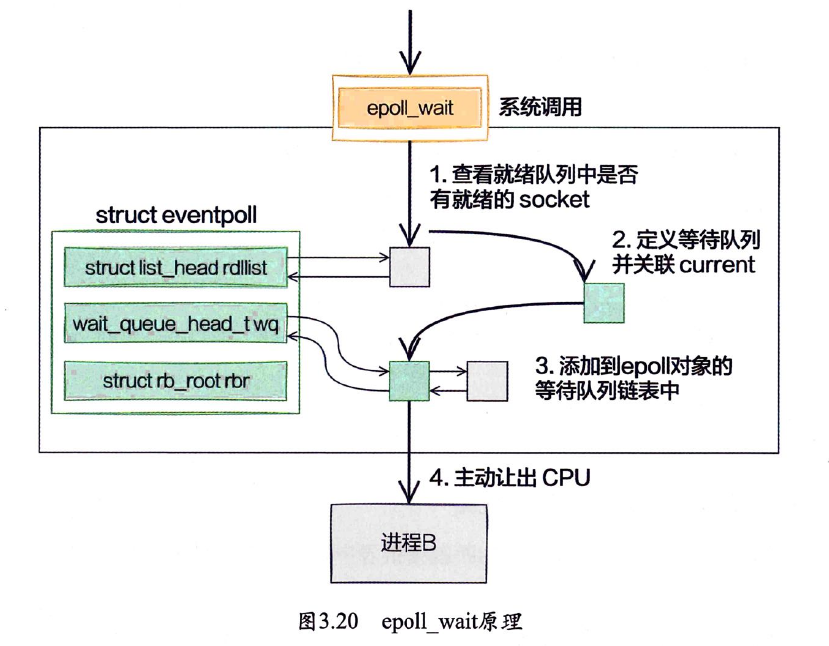 epoll_wait
系统调用
1. 查看就绪队列中是否
有就绪的 socket
struct eventpoll
2. 定义等待队列
并关联 current
struct list_head rdllist
wait_queue_head_t wq
struct rb_root rbr
3. 添加到epoll对象的
等待队列链表中
4. 主动让出 CPU
进程B
图3.20 epoll_wait原理